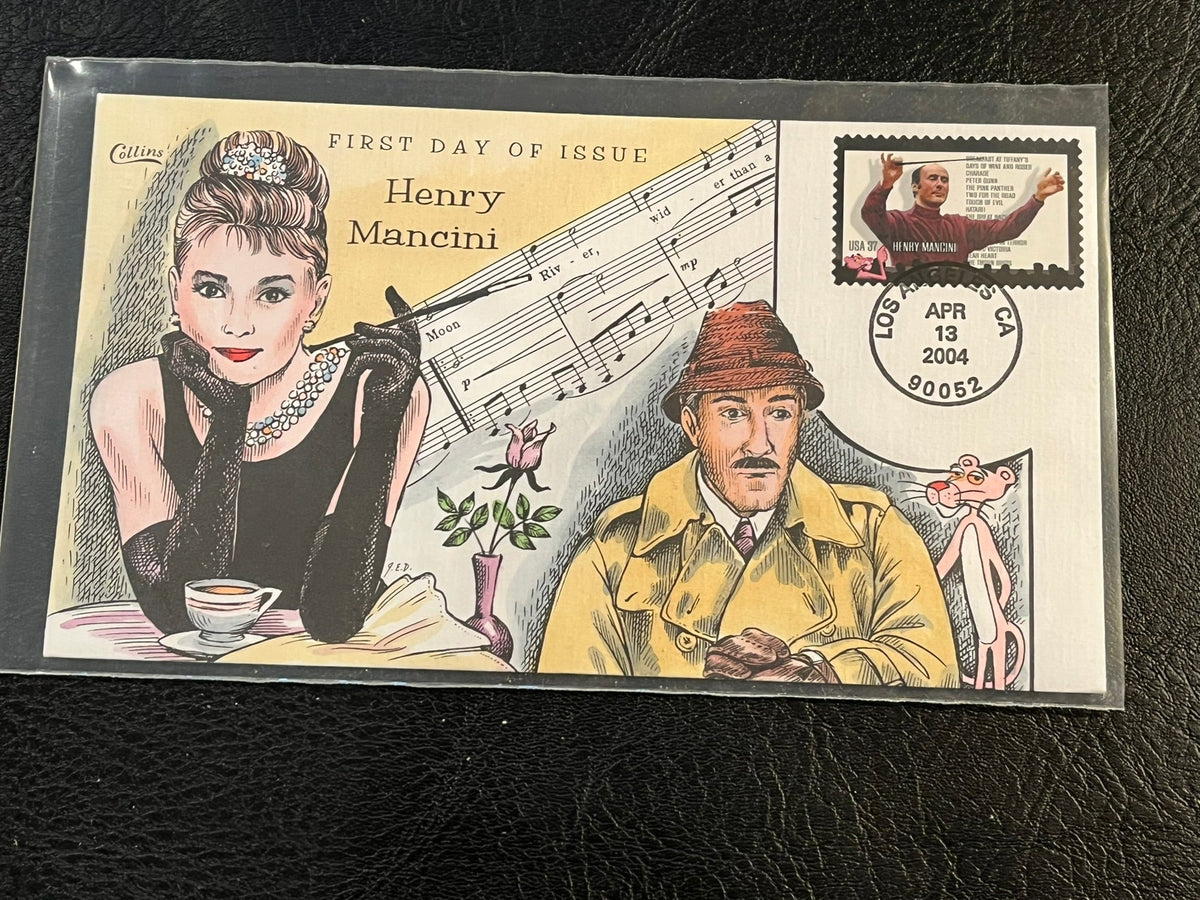 Collins
FIRST DAY OF ISSUE
Henry
Mancini
Moon Riv - er, wid - er than a
p mp
J.E.D.
BREAKFAST AT TIFFANY'S
DAYS OF WINE AND ROSES
CHARADE
PETER GUNN
THE PINK PANTHER
TWO FOR THE ROAD
TOUCH OF EVIL
HATARI!
USA 37
HENRY MANCINI
LOS ANGELES CA
APR
13
2004
90052